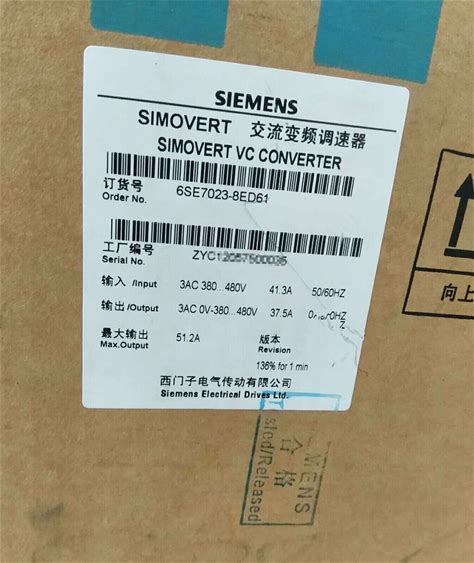 SIEMENS
SIMOVERT 交流变频调速器
SIMOVERT VC CONVERTER
订货号 6SE7023-8ED61
Order No.
工厂编号
Serial No.
输入 /Input 3AC 380...480V 41.3A 50/60HZ
输出 /Output 3AC 0V-380...480V 37.5A
最大输出 51.2A 版本
Max.Output Revision
136% for 1 min
西门子电气传动有限公司
Siemens Electrical Drives Ltd.
向上
合格
/Released